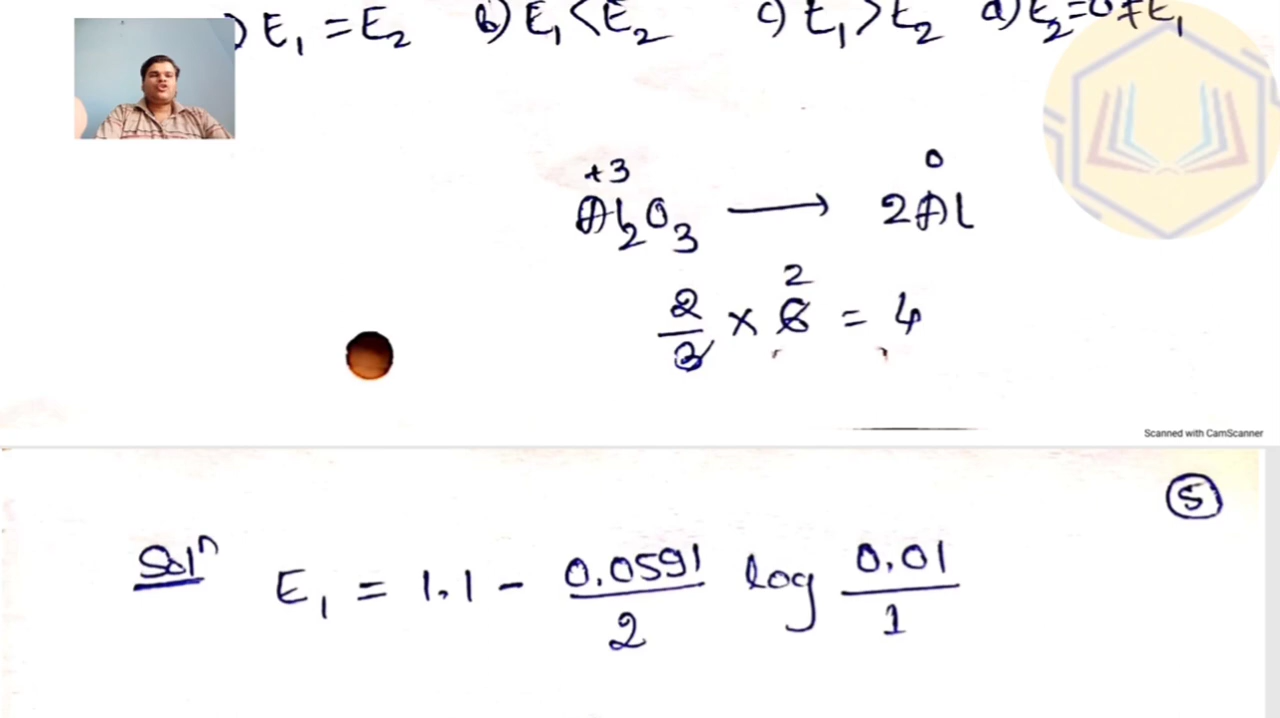 ) E₁ = E₂ b) E₁ < E₂ c) E₁ > E₂ d) E₂ = 0 ≠ E₁
+3 0
Al₂O₃ ⟶ 2Al
2
2/3 × 6 = 4
Scanned with CamScanner
5
Solⁿ E₁ = 1.1 - 0.0591/2 log 0.01/1